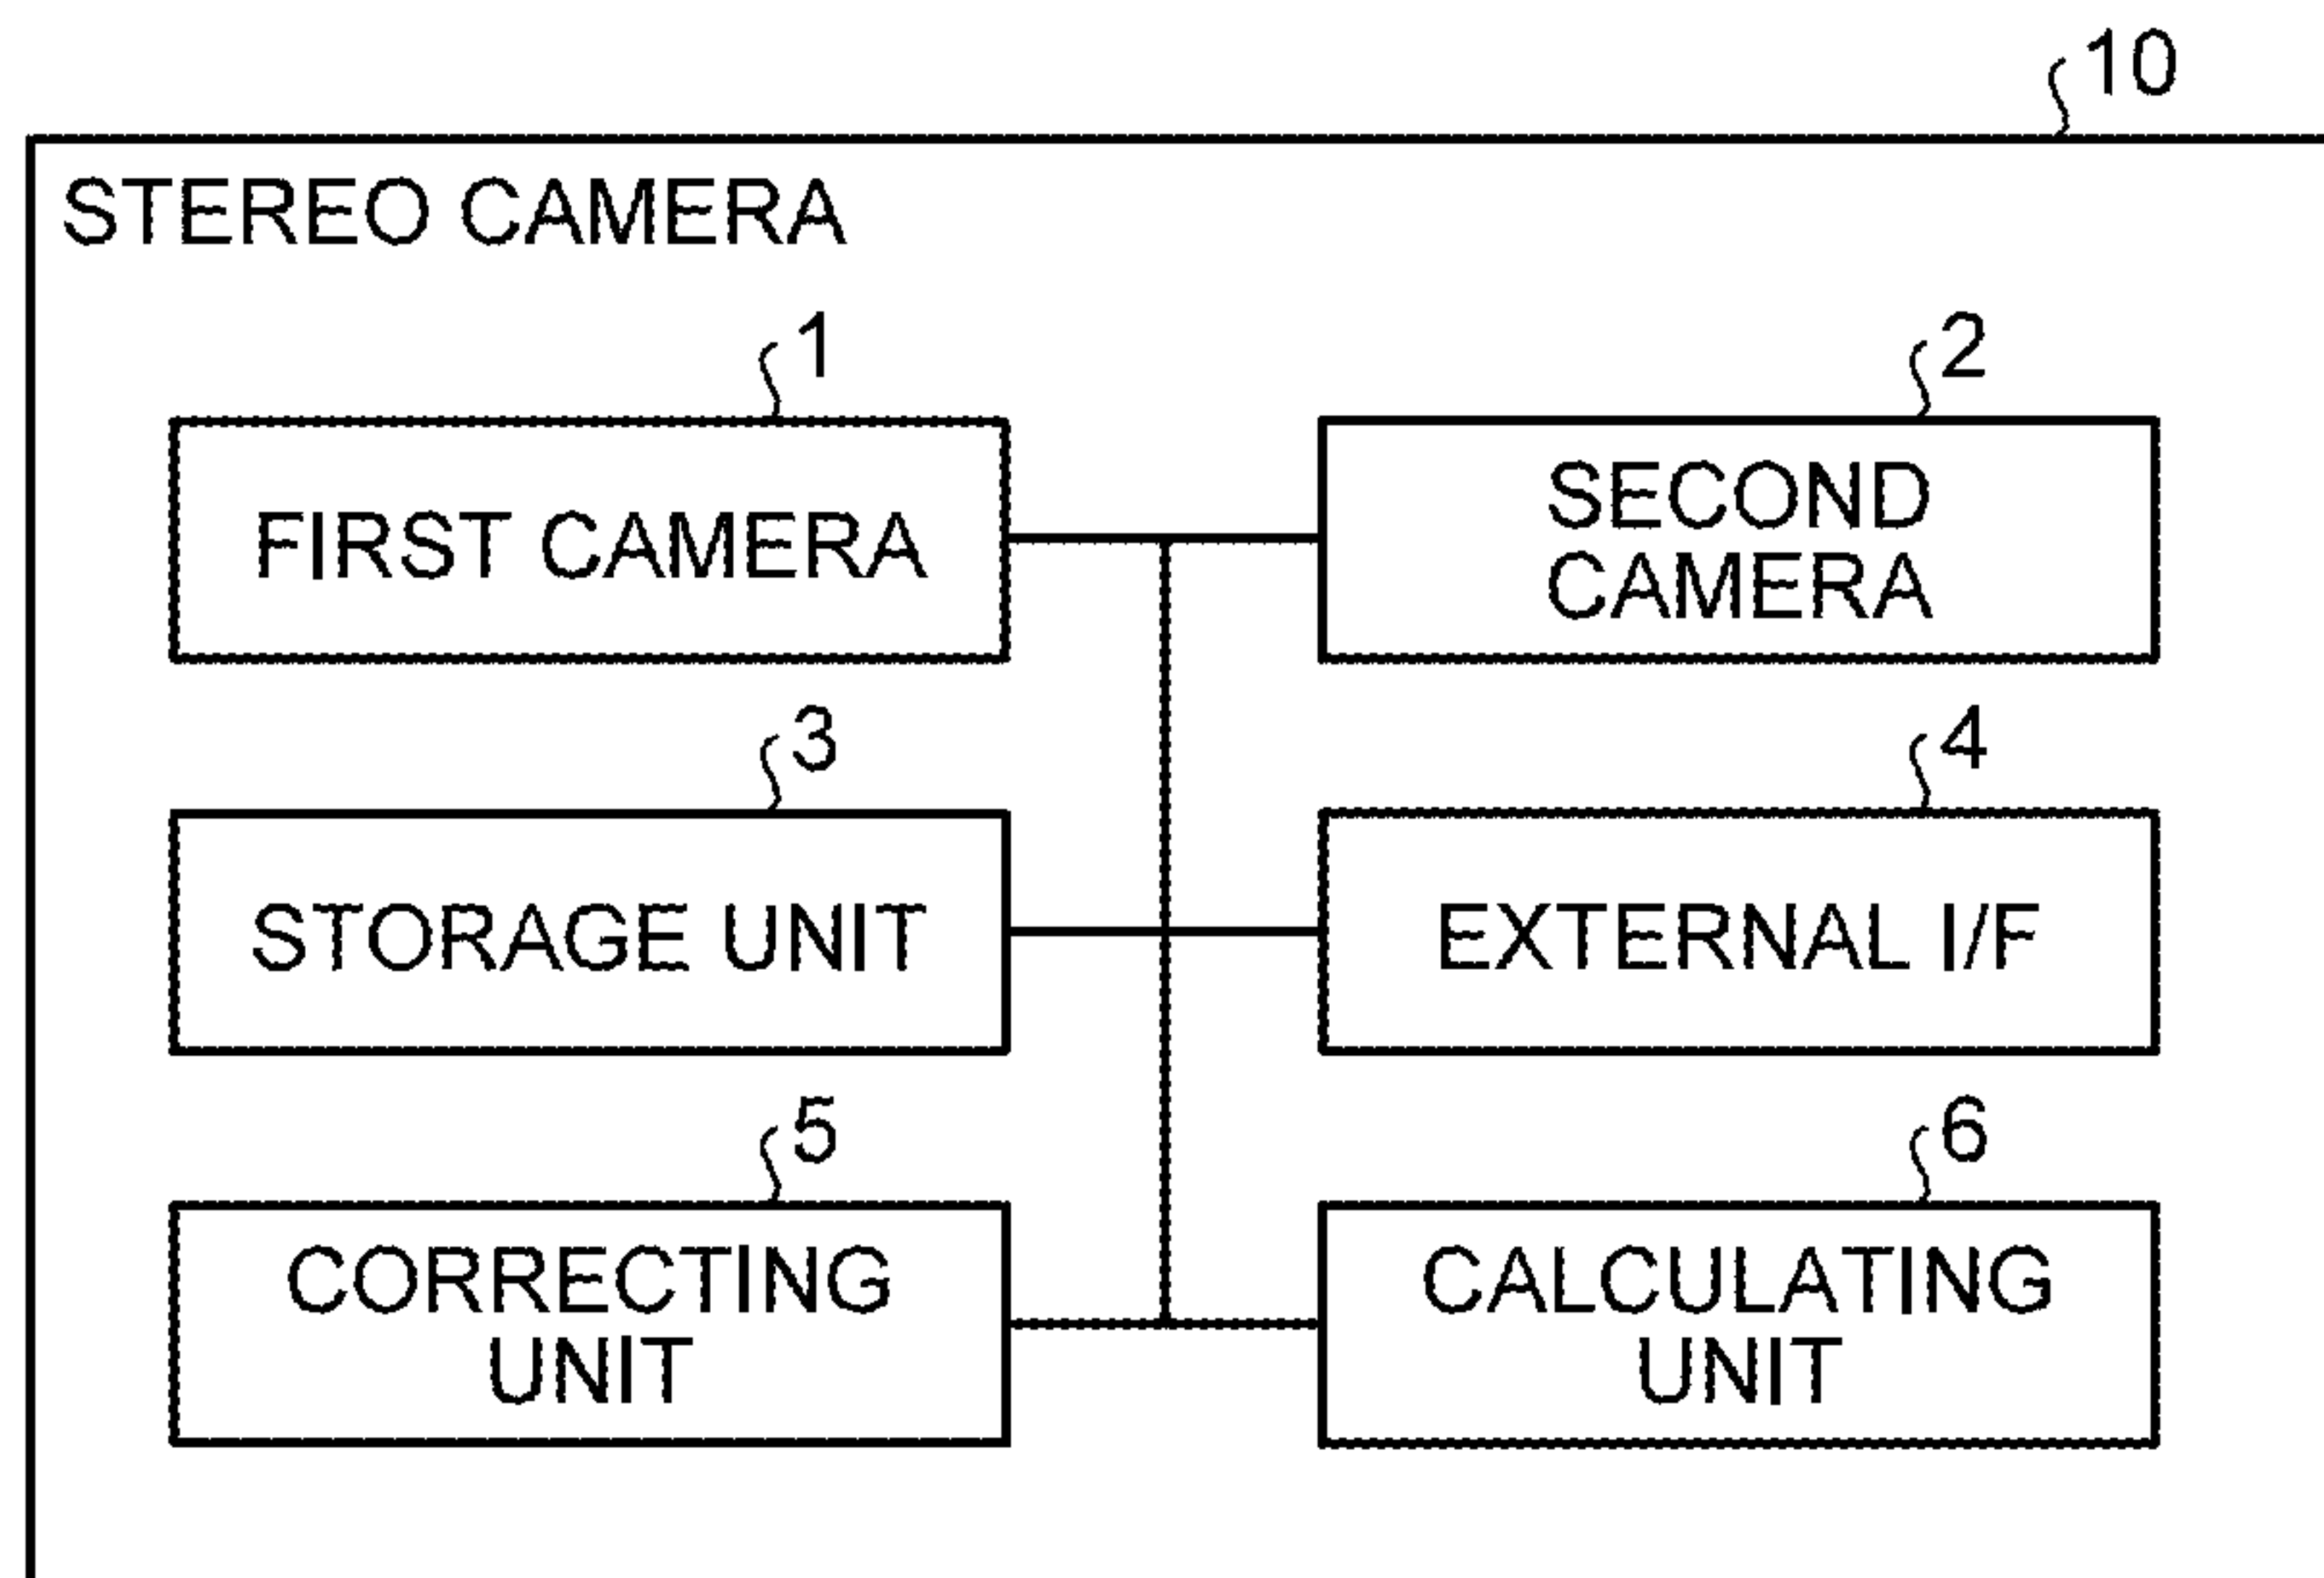 10
STEREO CAMERA
1
2
FIRST CAMERA
SECOND
CAMERA
3
4
STORAGE UNIT
EXTERNAL I/F
5
6
CORRECTING
UNIT
CALCULATING
UNIT